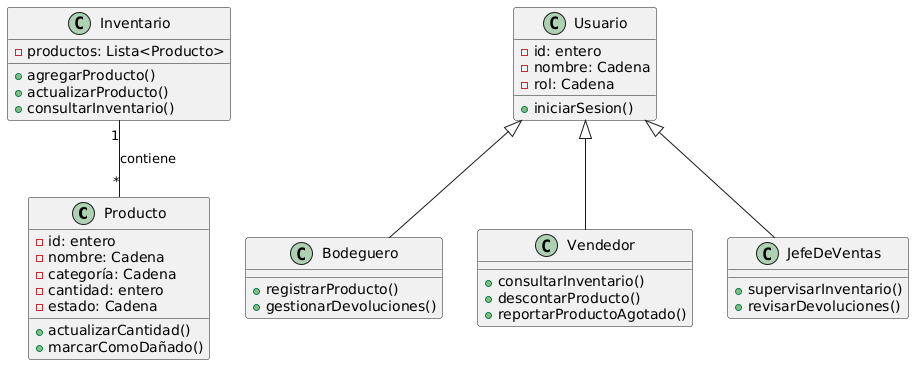 C Inventario
productos: Lista<Producto>
agregarProducto()
actualizarProducto()
consultarInventario()
1
contiene
*
C Producto
id: entero
nombre: Cadena
categoría: Cadena
cantidad: entero
estado: Cadena
actualizarCantidad()
marcarComoDañado()
C Usuario
id: entero
nombre: Cadena
rol: Cadena
iniciarSesion()
C Bodeguero
registrarProducto()
gestionarDevoluciones()
C Vendedor
consultarInventario()
descontarProducto()
reportarProductoAgotado()
C JefeDeVentas
supervisarInventario()
revisarDevoluciones()